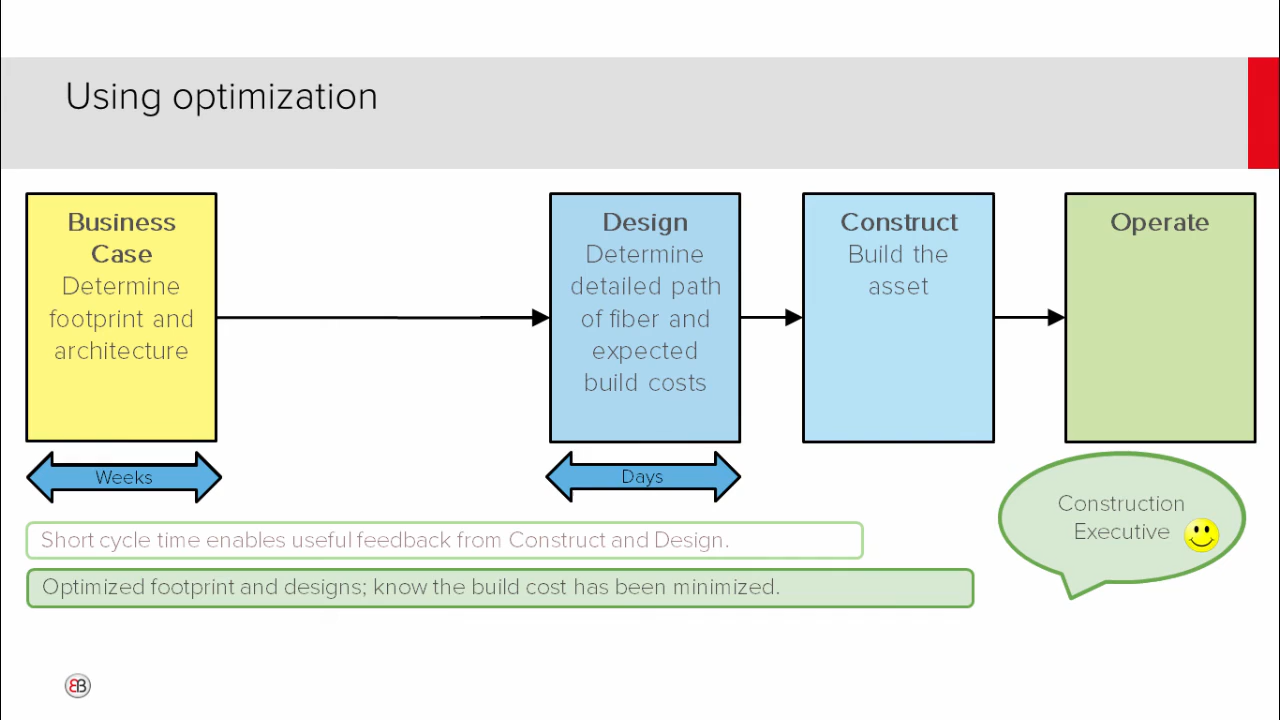 Using optimization
Business
Case
Determine
footprint and
architecture
Design
Determine
detailed path
of fiber and
expected
build costs
Construct
Build the
asset
Operate
Weeks
Days
Construction
Executive
Short cycle time enables useful feedback from Construct and Design.
Optimized footprint and designs; know the build cost has been minimized.